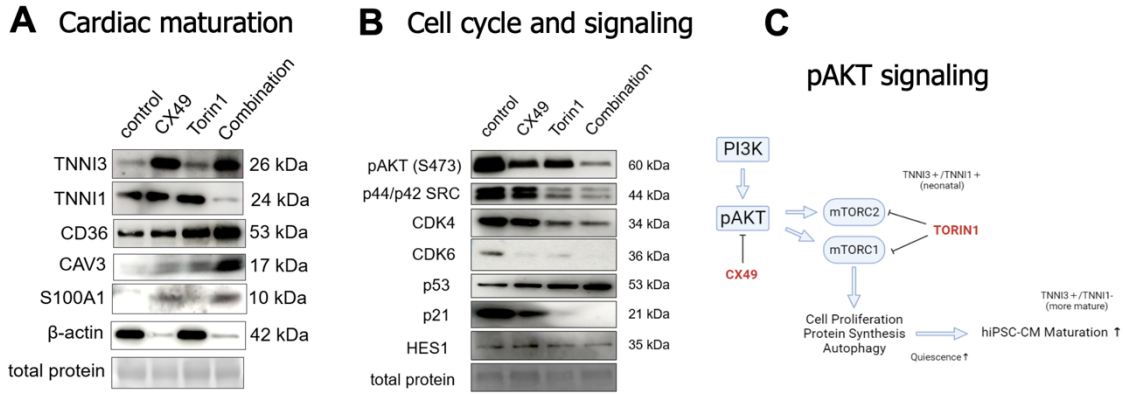 A Cardiac maturation
control CX49 Torin1 Combination
TNNI3 26 kDa
TNNI1 24 kDa
CD36 53 kDa
CAV3 17 kDa
S100A1 10 kDa
β-actin 42 kDa
total protein
B Cell cycle and signaling
control CX49 Torin1 Combination
pAKT (S473) 60 kDa
p44/p42 SRC 44 kDa
CDK4 34 kDa
CDK6 36 kDa
p53 53 kDa
p21 21 kDa
HES1 35 kDa
total protein
C
pAKT signaling
PI3K
TNNI3+/TNNI1+
(neonatal)
pAKT
mTORC2
TORIN1
mTORC1
CX49
TNNI3+/TNNI1-
(more mature)
Cell Proliferation
Protein Synthesis
Autophagy
hiPSC-CM Maturation ↑
Quiescence↑